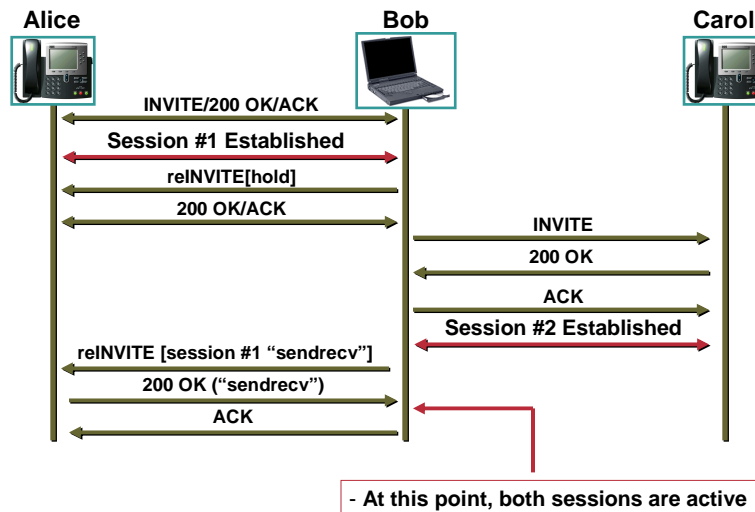 Alice
Bob
Carol
INVITE/200 OK/ACK
Session #1 Established
reINVITE[hold]
200 OK/ACK
INVITE
200 OK
ACK
Session #2 Established
reINVITE [session #1 “sendrecv”]
200 OK (“sendrecv”)
ACK
- At this point, both sessions are active